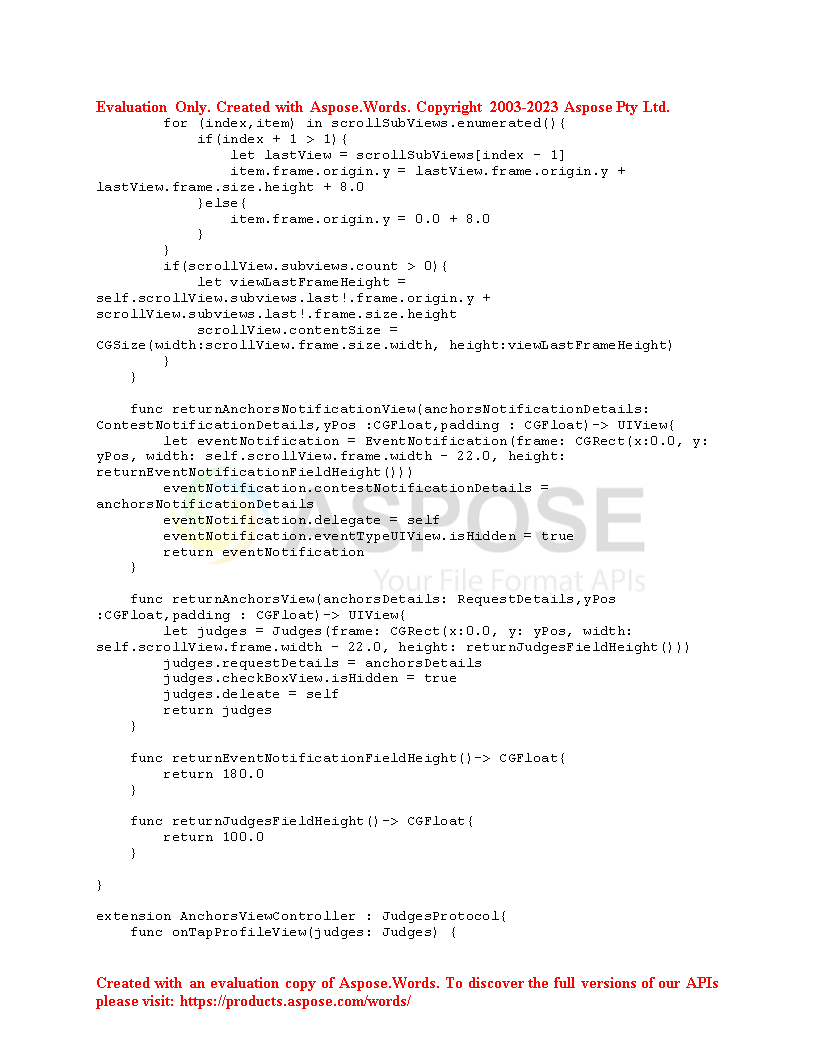 Evaluation Only. Created with Aspose.Words. Copyright 2003-2023 Aspose Pty Ltd.
        for (index,item) in scrollSubViews.enumerated(){
            if(index + 1 > 1){
                let lastView = scrollSubViews[index - 1]
                item.frame.origin.y = lastView.frame.origin.y +
lastView.frame.size.height + 8.0
            }else{
                item.frame.origin.y = 0.0 + 8.0
            }
        }
        if(scrollView.subviews.count > 0){
            let viewLastFrameHeight =
self.scrollView.subviews.last!.frame.origin.y +
scrollView.subviews.last!.frame.size.height
            scrollView.contentSize =
CGSize(width:scrollView.frame.size.width, height:viewLastFrameHeight)
        }
    }

    func returnAnchorsNotificationView(anchorsNotificationDetails:
ContestNotificationDetails,yPos :CGFloat,padding : CGFloat)-> UIView{
        let eventNotification = EventNotification(frame: CGRect(x:0.0, y:
yPos, width: self.scrollView.frame.width - 22.0, height:
returnEventNotificationFieldHeight()))
        eventNotification.contestNotificationDetails =
anchorsNotificationDetails
        eventNotification.delegate = self
        eventNotification.eventTypeUIView.isHidden = true
        return eventNotification
    }
ASPOSE
Your File Format APIs

    func returnAnchorsView(anchorsDetails: RequestDetails,yPos
:CGFloat,padding : CGFloat)-> UIView{
        let judges = Judges(frame: CGRect(x:0.0, y: yPos, width:
self.scrollView.frame.width - 22.0, height: returnJudgesFieldHeight()))
        judges.requestDetails = anchorsDetails
        judges.checkBoxView.isHidden = true
        judges.deleate = self
        return judges
    }

    func returnEventNotificationFieldHeight()-> CGFloat{
        return 180.0
    }

    func returnJudgesFieldHeight()-> CGFloat{
        return 100.0
    }

}

extension AnchorsViewController : JudgesProtocol{
    func onTapProfileView(judges: Judges) {
Created with an evaluation copy of Aspose.Words. To discover the full versions of our APIs
please visit: https://products.aspose.com/words/